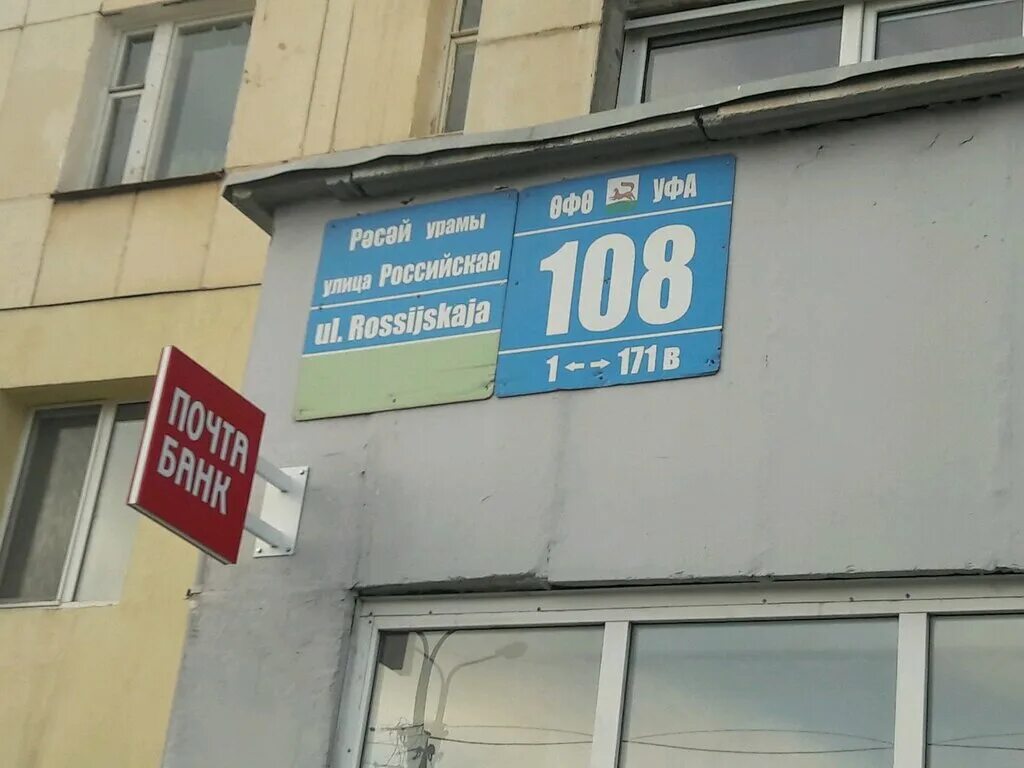 Рәсәй урамы
улица Российская
ul. Rossijskaja
ӨФӨ УФА
108
1 ←→ 171 В
ПОЧТА
БАНК